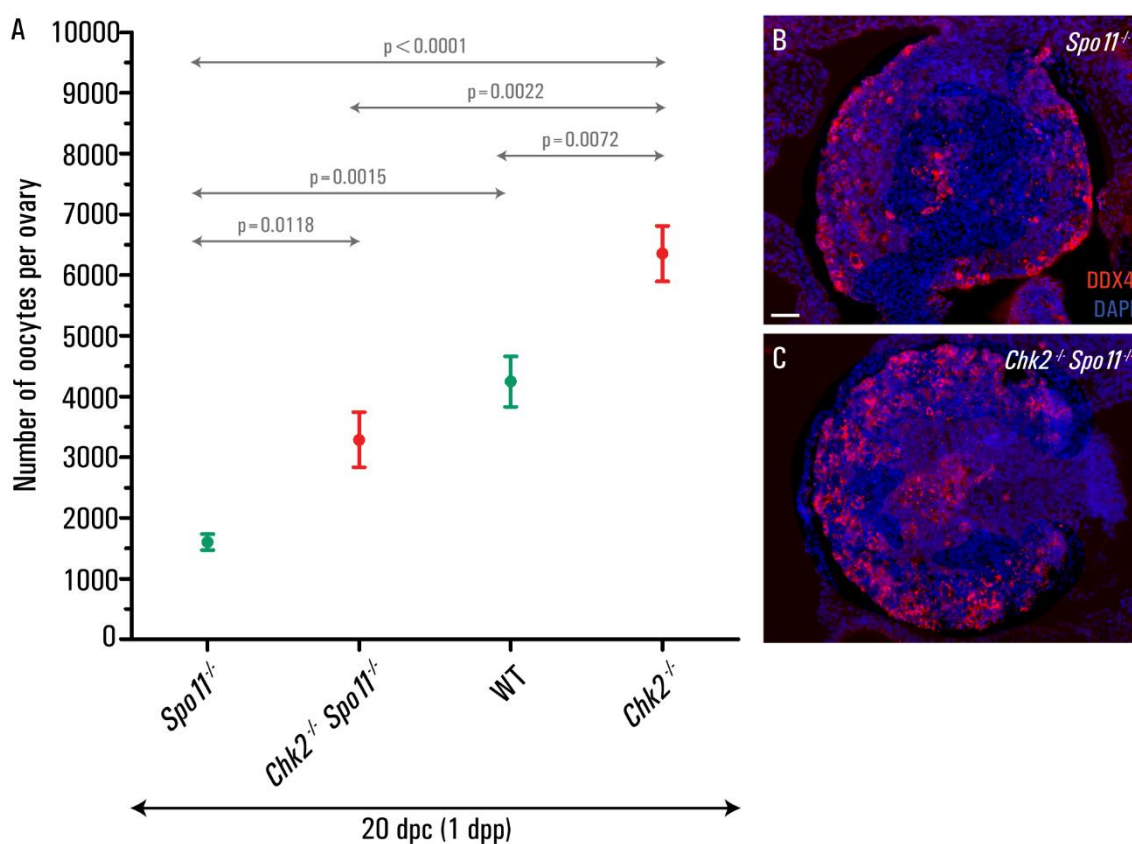 A
10000
9000
8000
7000
6000
5000
4000
3000
2000
1000
0
Number of oocytes per ovary
p<0.0001
p=0.0022
p=0.0072
p=0.0015
p=0.0118
Spo11-/-
Chk2-/- Spo11-/-
WT
Chk2-/-
20 dpc (1 dpp)
B
Spo11-/-
DDX4
DAPI
C
Chk2-/- Spo11-/-